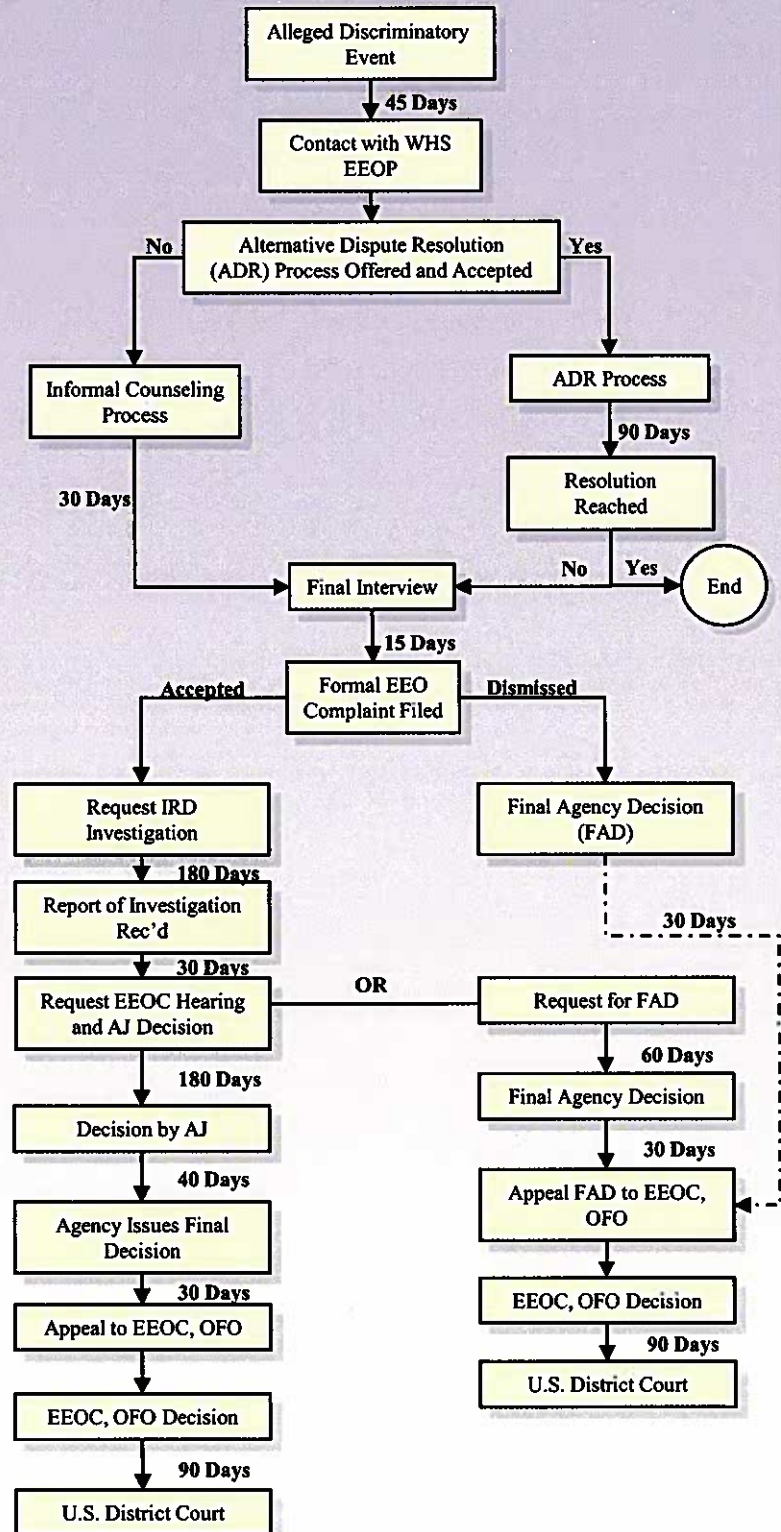 Alleged Discriminatory
Event
45 Days
Contact with WHS
EEOP
No
Alternative Dispute Resolution
(ADR) Process Offered and Accepted
Yes
Informal Counseling
Process
ADR Process
90 Days
30 Days
Resolution
Reached
Final Interview
No
Yes
End
15 Days
Accepted
Formal EEO
Complaint Filed
Dismissed
Request IRD
Investigation
Final Agency Decision
(FAD)
180 Days
Report of Investigation
Rec'd
30 Days
30 Days
Request EEOC Hearing
and AJ Decision
OR
Request for FAD
180 Days
60 Days
Decision by AJ
Final Agency Decision
40 Days
30 Days
Agency Issues Final
Decision
Appeal FAD to EEOC,
OFO
30 Days
Appeal to EEOC, OFO
EEOC, OFO Decision
90 Days
EEOC, OFO Decision
U.S. District Court
90 Days
U.S. District Court